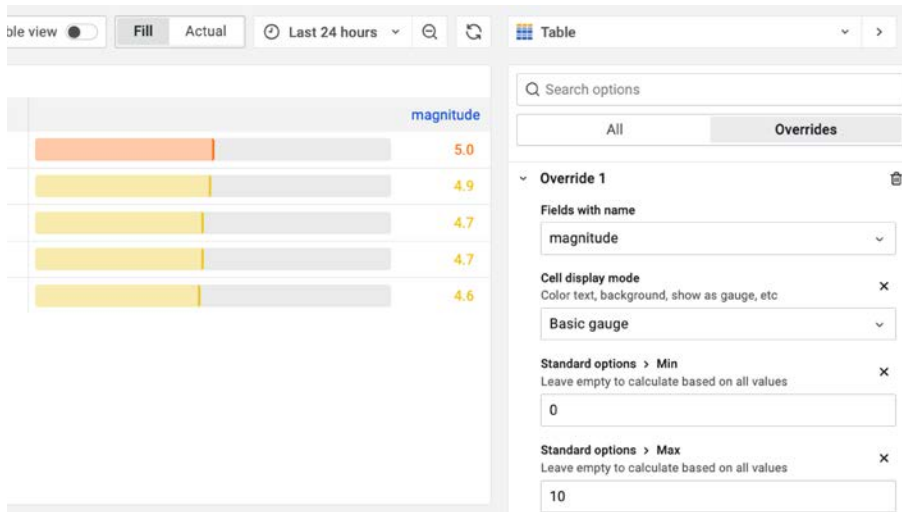 ble view
Fill
Actual
Last 24 hours
Table
Search options
All
Overrides
magnitude
5.0
4.9
4.7
4.7
4.6
Override 1
Fields with name
magnitude
Cell display mode
Color text, background, show as gauge, etc
Basic gauge
Standard options > Min
Leave empty to calculate based on all values
0
Standard options > Max
Leave empty to calculate based on all values
10